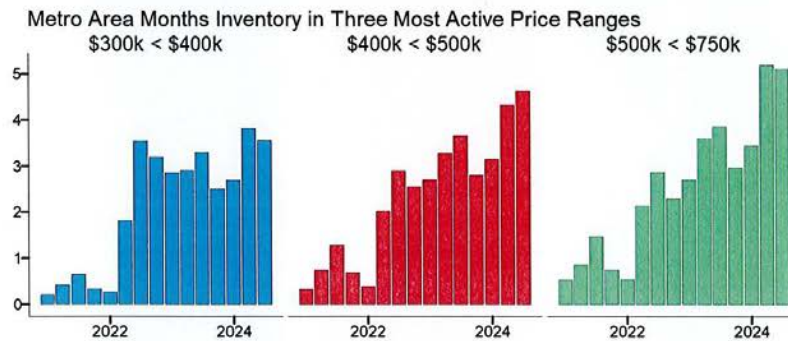 Metro Area Months Inventory in Three Most Active Price Ranges
$300k < $400k $400k < $500k $500k < $750k
5
4
3
2
1
0
2022 2024 2022 2024 2022 2024